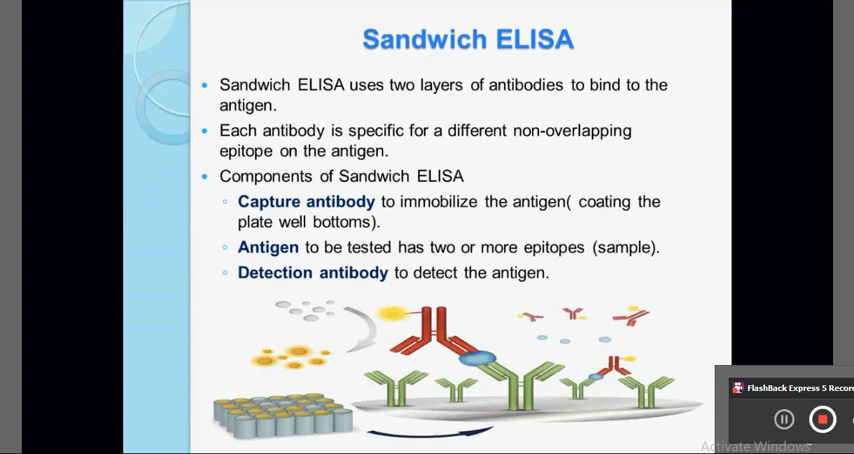 Sandwich ELISA
Sandwich ELISA uses two layers of antibodies to bind to the
antigen.
Each antibody is specific for a different non-overlapping
epitope on the antigen.
Components of Sandwich ELISA
Capture antibody to immobilize the antigen( coating the
plate well bottoms).
Antigen to be tested has two or more epitopes (sample).
Detection antibody to detect the antigen.
FlashBack Express 5 Recor
Activate Windows